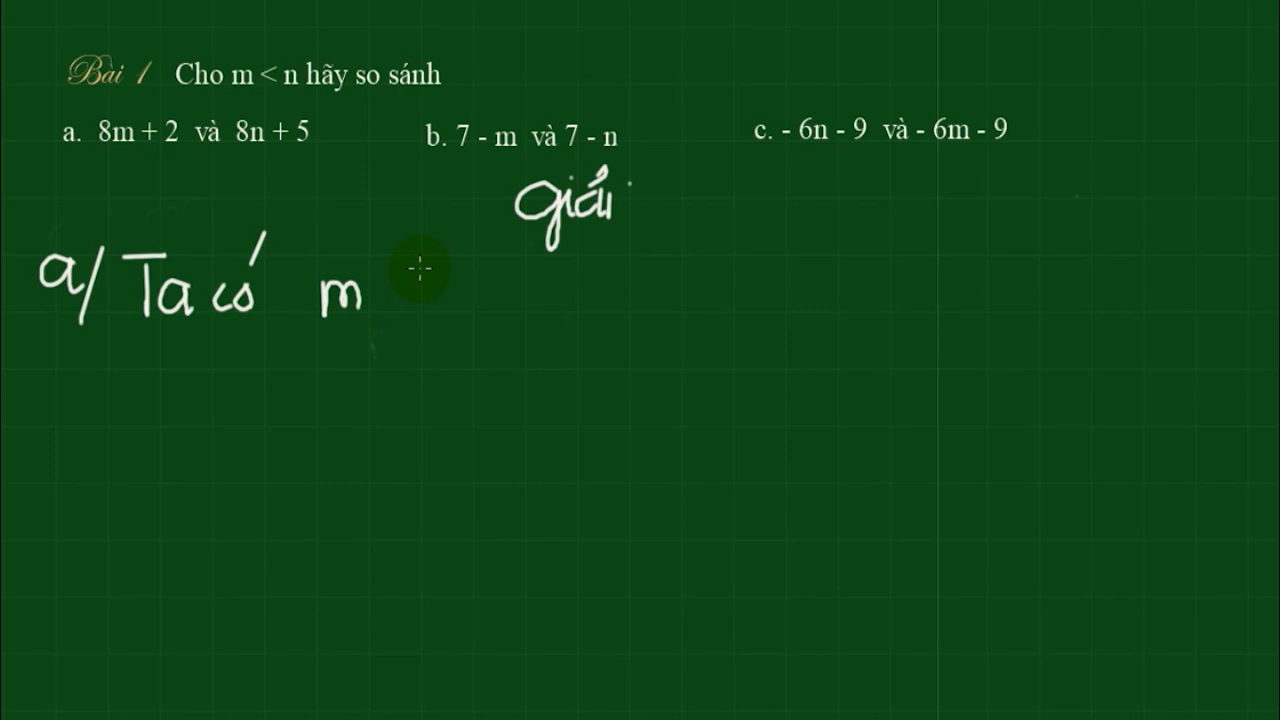 Bài 1 Cho m < n hãy so sánh
a. 8m + 2 và 8n + 5 b. 7 - m và 7 - n c. - 6n - 9 và - 6m - 9
giải
a/ Ta có m